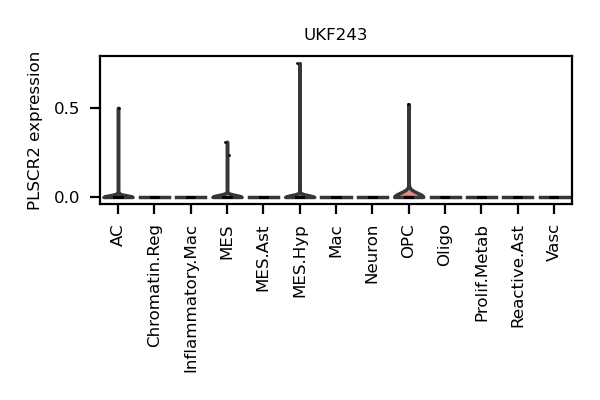 UKF243
PLSCR2 expression
0.5
0.0
AC
Chromatin.Reg
Inflammatory.Mac
MES
MES.Ast
MES.Hyp
Mac
Neuron
OPC
Oligo
Prolif.Metab
Reactive.Ast
Vasc